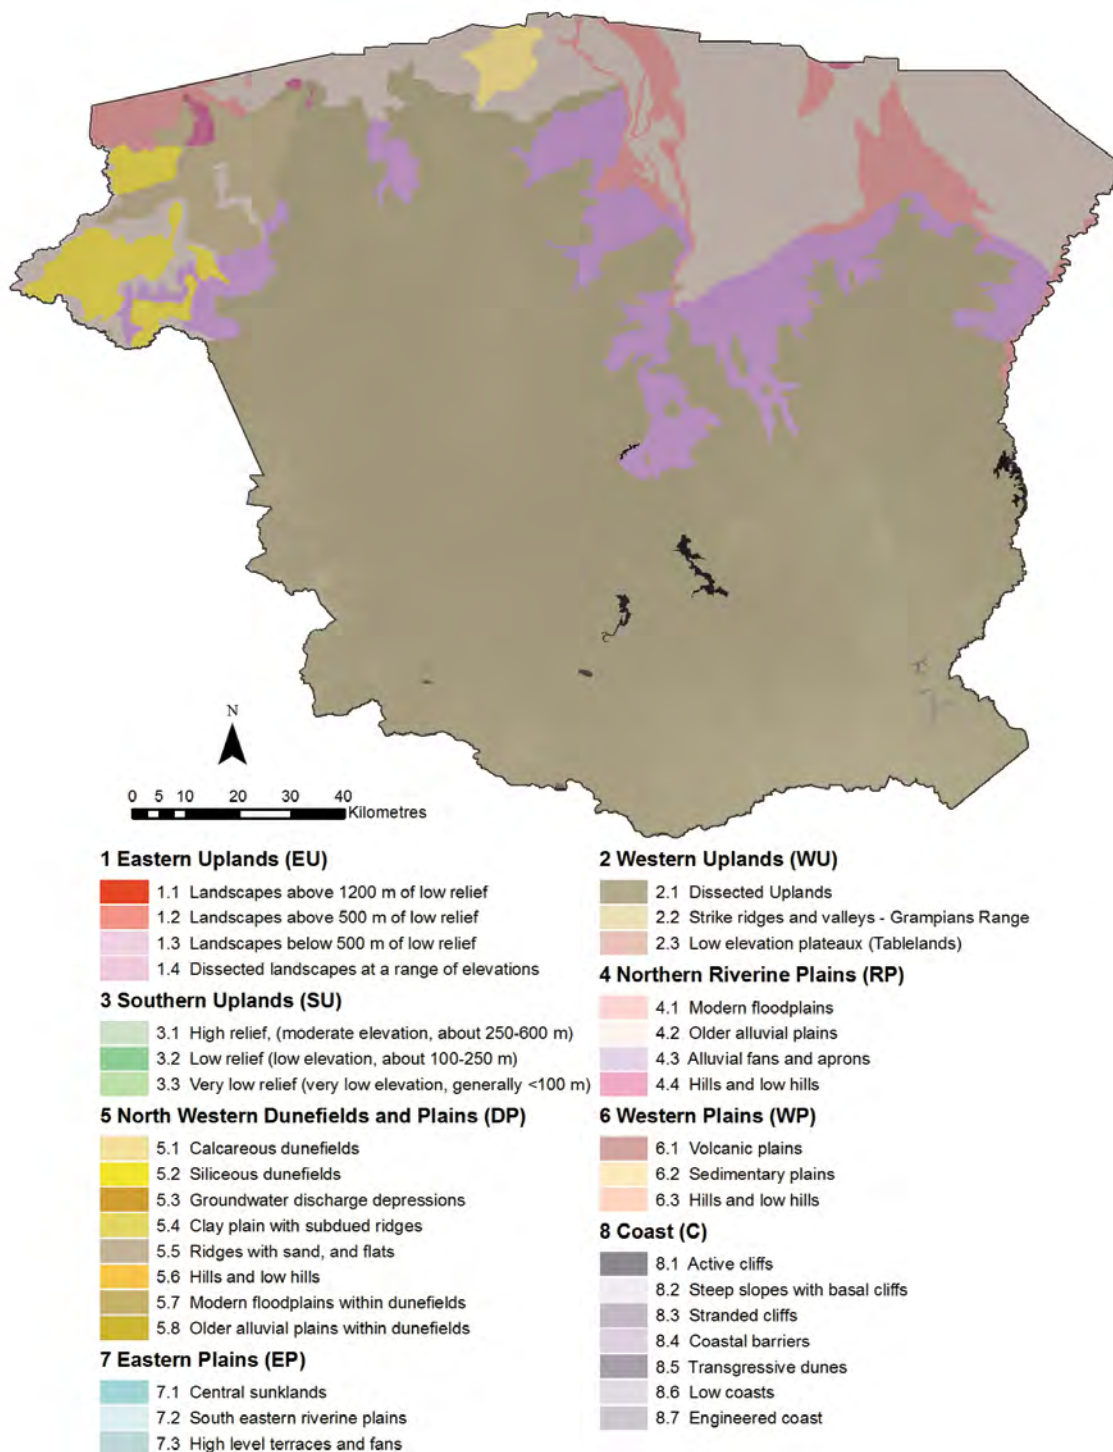 N
0 5 10 20 30 40
Kilometres
1 Eastern Uplands (EU)
1.1 Landscapes above 1200 m of low relief
1.2 Landscapes above 500 m of low relief
1.3 Landscapes below 500 m of low relief
1.4 Dissected landscapes at a range of elevations
3 Southern Uplands (SU)
3.1 High relief, (moderate elevation, about 250-600 m)
3.2 Low relief (low elevation, about 100-250 m)
3.3 Very low relief (very low elevation, generally <100 m)
5 North Western Dunefields and Plains (DP)
5.1 Calcareous dunefields
5.2 Siliceous dunefields
5.3 Groundwater discharge depressions
5.4 Clay plain with subdued ridges
5.5 Ridges with sand, and flats
5.6 Hills and low hills
5.7 Modern floodplains within dunefields
5.8 Older alluvial plains within dunefields
7 Eastern Plains (EP)
7.1 Central sunklands
7.2 South eastern riverine plains
7.3 High level terraces and fans
2 Western Uplands (WU)
2.1 Dissected Uplands
2.2 Strike ridges and valleys - Grampians Range
2.3 Low elevation plateaux (Tablelands)
4 Northern Riverine Plains (RP)
4.1 Modern floodplains
4.2 Older alluvial plains
4.3 Alluvial fans and aprons
4.4 Hills and low hills
6 Western Plains (WP)
6.1 Volcanic plains
6.2 Sedimentary plains
6.3 Hills and low hills
8 Coast (C)
8.1 Active cliffs
8.2 Steep slopes with basal cliffs
8.3 Stranded cliffs
8.4 Coastal barriers
8.5 Transgressive dunes
8.6 Low coasts
8.7 Engineered coast